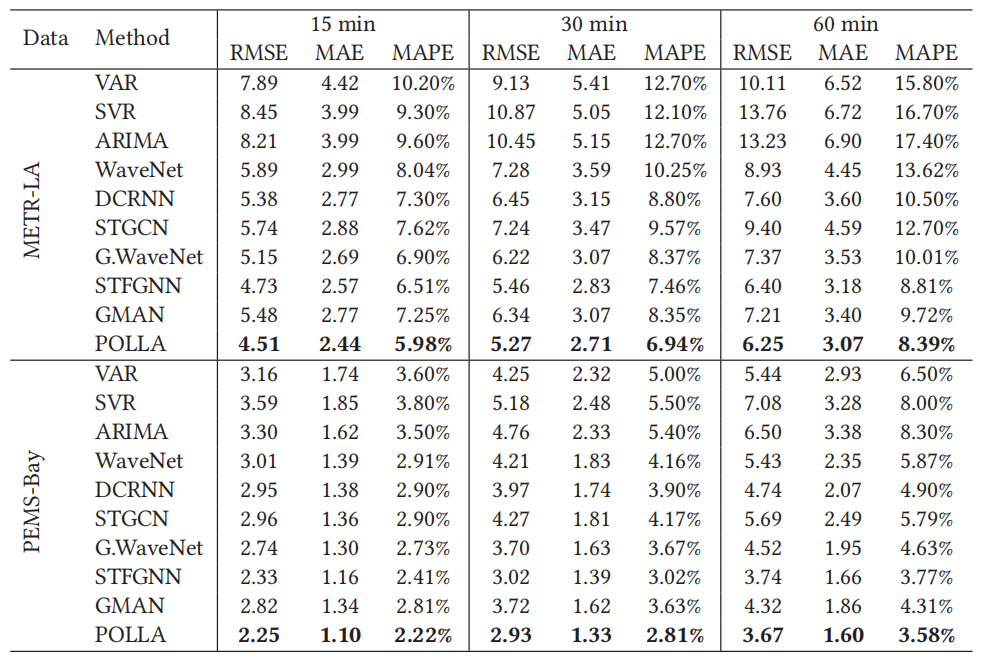 Data Method 15 min 30 min 60 min
RMSE MAE MAPE RMSE MAE MAPE RMSE MAE MAPE
METR-LA
VAR 7.89 4.42 10.20% 9.13 5.41 12.70% 10.11 6.52 15.80%
SVR 8.45 3.99 9.30% 10.87 5.05 12.10% 13.76 6.72 16.70%
ARIMA 8.21 3.99 9.60% 10.45 5.15 12.70% 13.23 6.90 17.40%
WaveNet 5.89 2.99 8.04% 7.28 3.59 10.25% 8.93 4.45 13.62%
DCRNN 5.38 2.77 7.30% 6.45 3.15 8.80% 7.60 3.60 10.50%
STGCN 5.74 2.88 7.62% 7.24 3.47 9.57% 9.40 4.59 12.70%
G.WaveNet 5.15 2.69 6.90% 6.22 3.07 8.37% 7.37 3.53 10.01%
STFGNN 4.73 2.57 6.51% 5.46 2.83 7.46% 6.40 3.18 8.81%
GMAN 5.48 2.77 7.25% 6.34 3.07 8.35% 7.21 3.40 9.72%
POLLA 4.51 2.44 5.98% 5.27 2.71 6.94% 6.25 3.07 8.39%
PEMS-Bay
VAR 3.16 1.74 3.60% 4.25 2.32 5.00% 5.44 2.93 6.50%
SVR 3.59 1.85 3.80% 5.18 2.48 5.50% 7.08 3.28 8.00%
ARIMA 3.30 1.62 3.50% 4.76 2.33 5.40% 6.50 3.38 8.30%
WaveNet 3.01 1.39 2.91% 4.21 1.83 4.16% 5.43 2.35 5.87%
DCRNN 2.95 1.38 2.90% 3.97 1.74 3.90% 4.74 2.07 4.90%
STGCN 2.96 1.36 2.90% 4.27 1.81 4.17% 5.69 2.49 5.79%
G.WaveNet 2.74 1.30 2.73% 3.70 1.63 3.67% 4.52 1.95 4.63%
STFGNN 2.33 1.16 2.41% 3.02 1.39 3.02% 3.74 1.66 3.77%
GMAN 2.82 1.34 2.81% 3.72 1.62 3.63% 4.32 1.86 4.31%
POLLA 2.25 1.10 2.22% 2.93 1.33 2.81% 3.67 1.60 3.58%